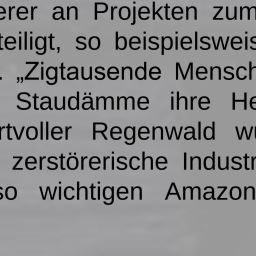 erer an Projekten zum
teiligt, so beispielsweis
. „Zigtausende Mensch
Staudämme ihre He
rtvoller Regenwald wu
zerstörerische Industr
so wichtigen Amazon